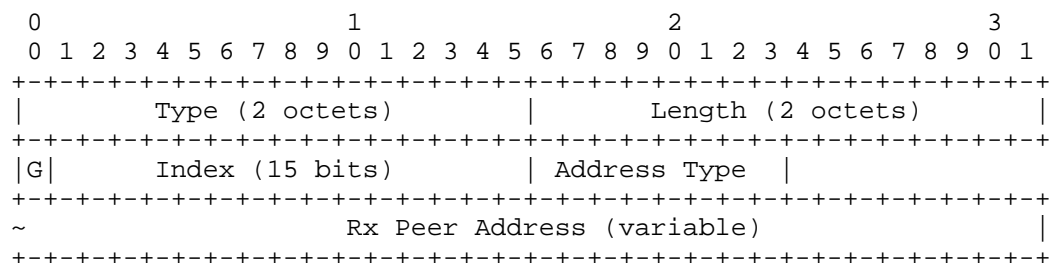 0                   1                   2                   3
 0 1 2 3 4 5 6 7 8 9 0 1 2 3 4 5 6 7 8 9 0 1 2 3 4 5 6 7 8 9 0 1
+-+-+-+-+-+-+-+-+-+-+-+-+-+-+-+-+-+-+-+-+-+-+-+-+-+-+-+-+-+-+-+-+
|        Type (2 octets)        |       Length (2 octets)       |
+-+-+-+-+-+-+-+-+-+-+-+-+-+-+-+-+-+-+-+-+-+-+-+-+-+-+-+-+-+-+-+-+
|G|      Index (15 bits)        | Address Type  |
+-+-+-+-+-+-+-+-+-+-+-+-+-+-+-+-+-+-+-+-+-+-+-+-+-+-+-+-+-+-+-+-+
~                    Rx Peer Address (variable)                 |
+-+-+-+-+-+-+-+-+-+-+-+-+-+-+-+-+-+-+-+-+-+-+-+-+-+-+-+-+-+-+-+-+